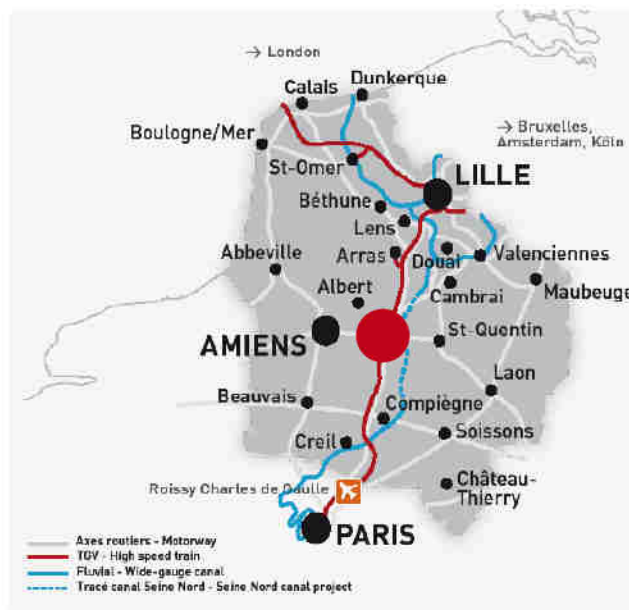 → London
Dunkerque
Calais
Boulogne/Mer
→ Bruxelles,
Amsterdam, Köln
St-Omer
LILLE
Béthune
Lens
Arras
Douai
Valenciennes
Abbeville
Albert
Cambrai
Maubeuge
AMIENS
St-Quentin
Laon
Beauvais
Compiègne
Creil
Soissons
Roissy Charles de Gaulle
Château-
Thierry
PARIS
Axes routiers - Motorway
TGV - High speed train
Fluvial - Wide-gauge canal
Tracé canal Seine Nord - Seine Nord canal project